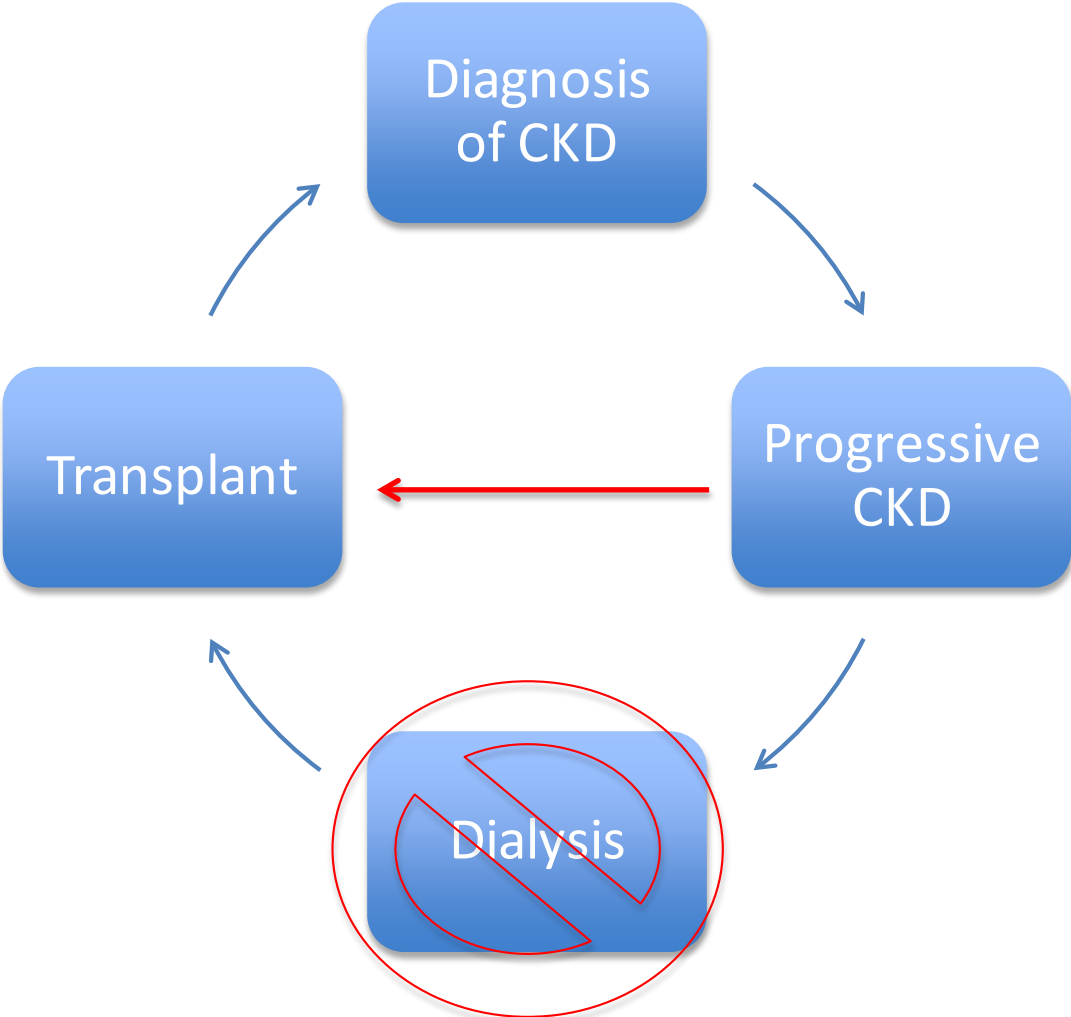 Diagnosis
of CKD
Transplant
Progressive
CKD
Dialysis